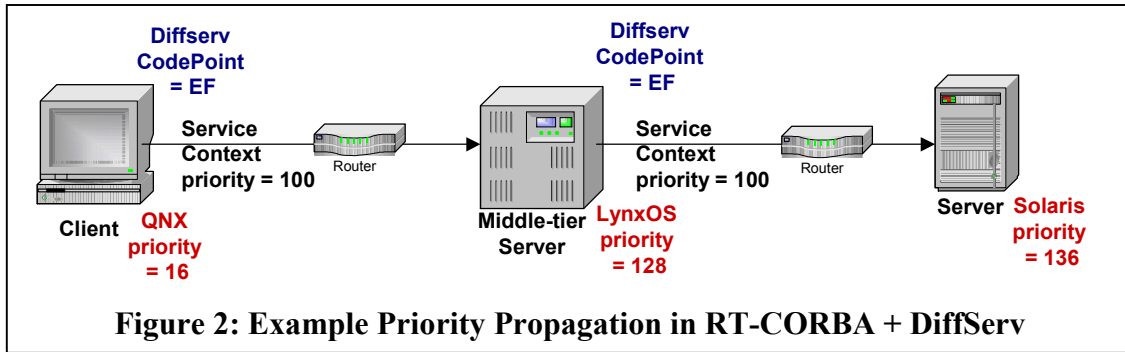 Diffserv
CodePoint
= EF
Diffserv
CodePoint
= EF
Service
Context
priority = 100
Router
Service
Context
priority = 100
Router
Client
QNX
priority
= 16
Middle-tier
Server
LynxOS
priority
= 128
Server
Solaris
priority
= 136
Figure 2: Example Priority Propagation in RT-CORBA + DiffServ